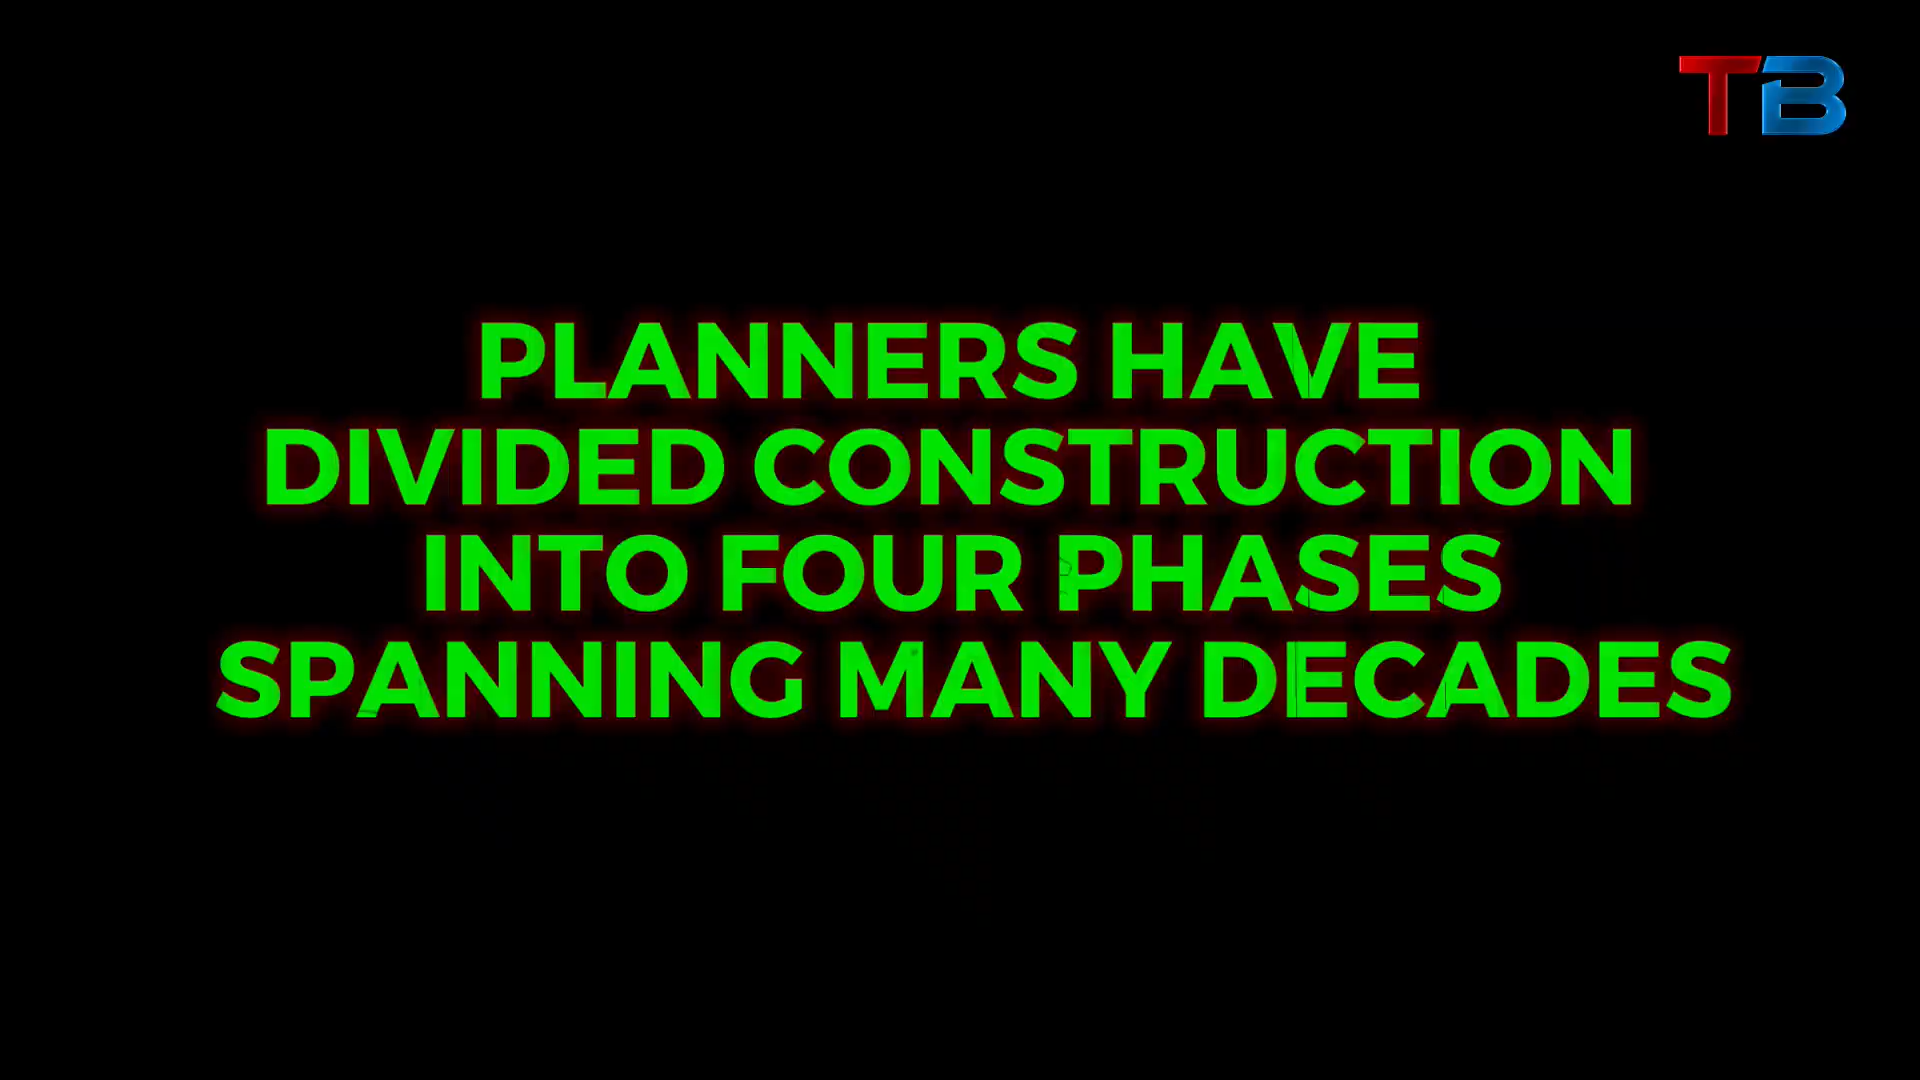 TB
PLANNERS HAVE
DIVIDED CONSTRUCTION
INTO FOUR PHASES
SPANNING MANY DECADES